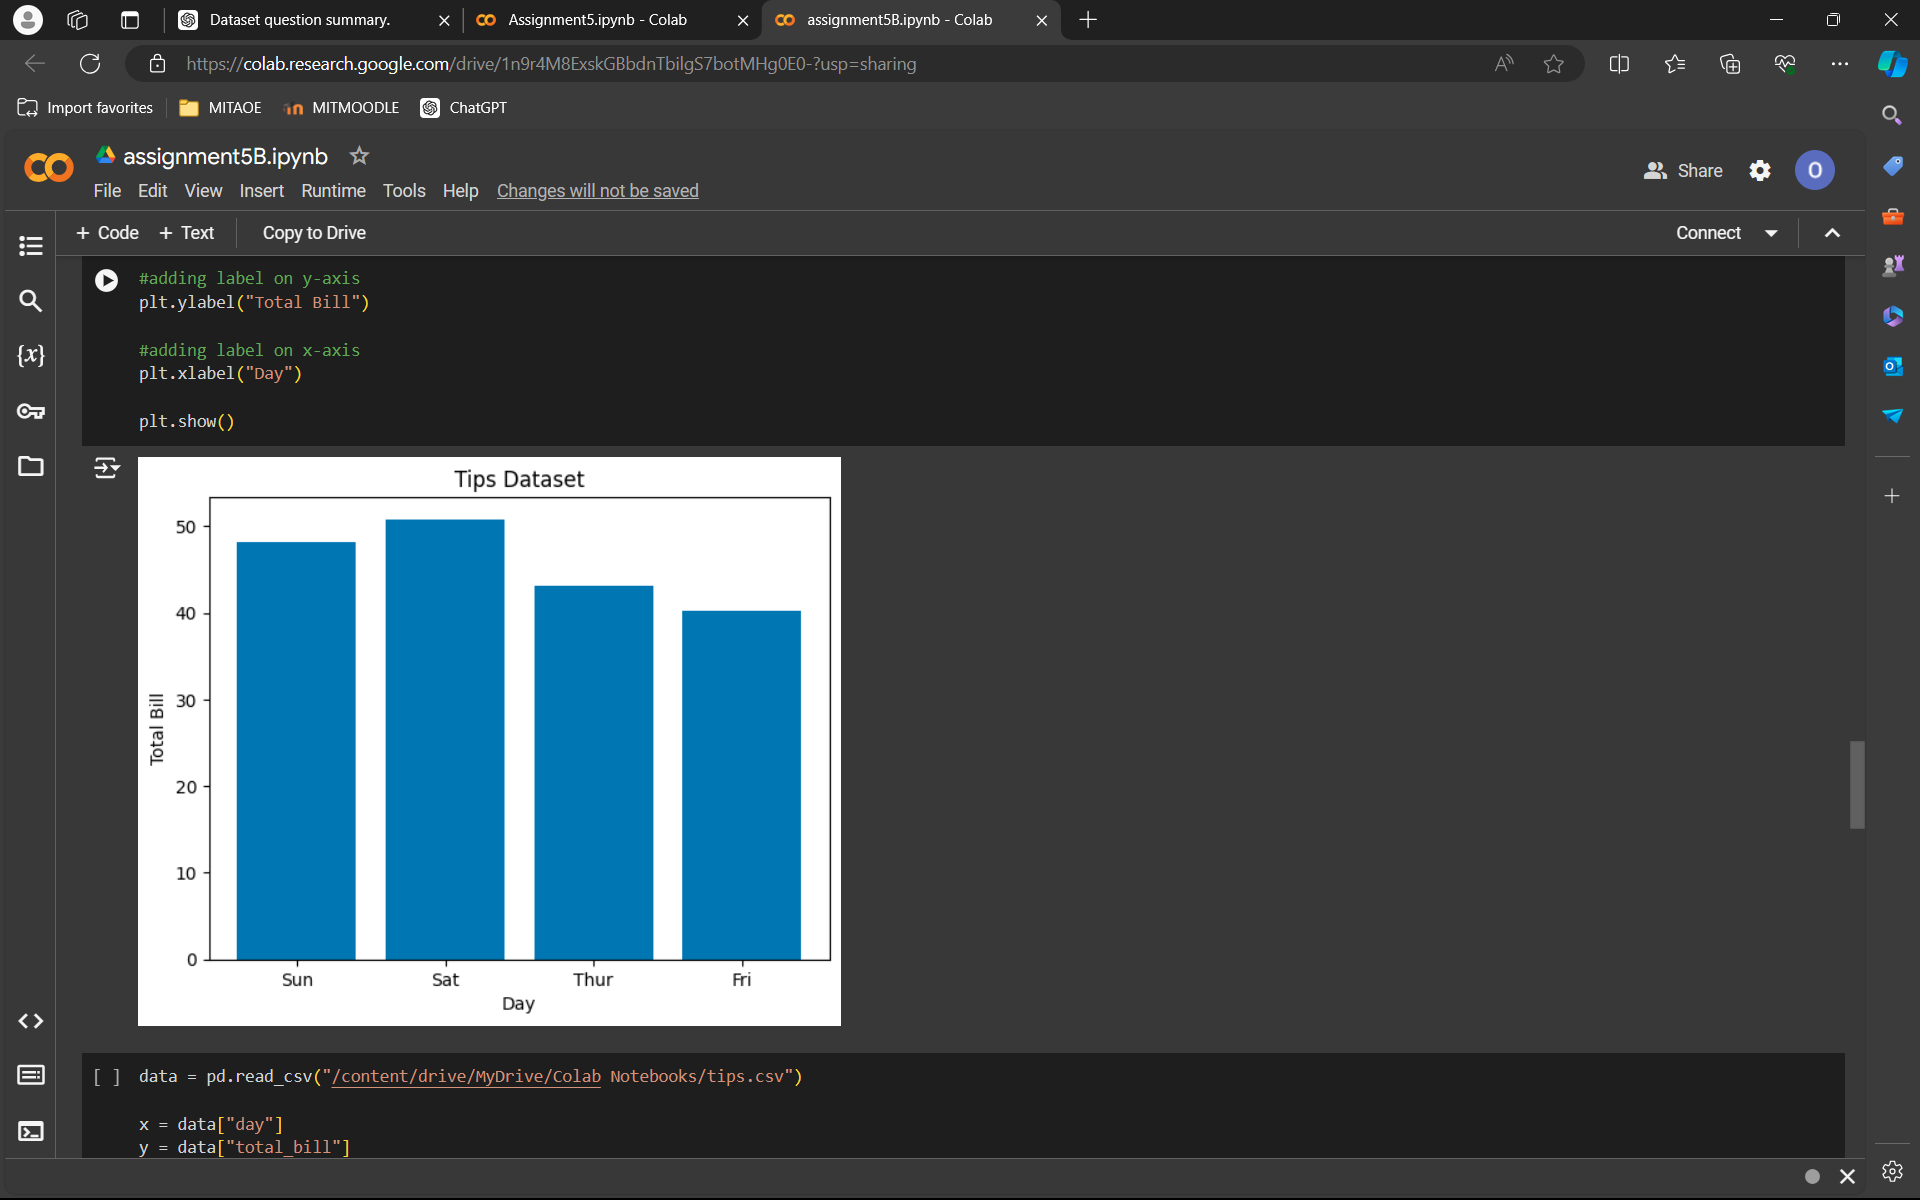 Dataset question summary.
Assignment5.ipynb - Colab
assignment5B.ipynb - Colab
https://colab.research.google.com/drive/1n9r4M8ExskGBbdnTbilgS7botMHg0E0-?usp=sharing
Import favorites
MITAOE
MITMOODLE
ChatGPT
assignment5B.ipynb
Share
O
File Edit View Insert Runtime Tools Help Changes will not be saved
+ Code + Text Copy to Drive
Connect
#adding label on y-axis
plt.ylabel("Total Bill")
#adding label on x-axis
plt.xlabel("Day")
plt.show()
Tips Dataset
50
40
30
20
10
0
Total Bill
Sun Sat Thur Fri
Day
[ ] data = pd.read_csv("/content/drive/MyDrive/Colab Notebooks/tips.csv")
x = data["day"]
y = data["total_bill"]